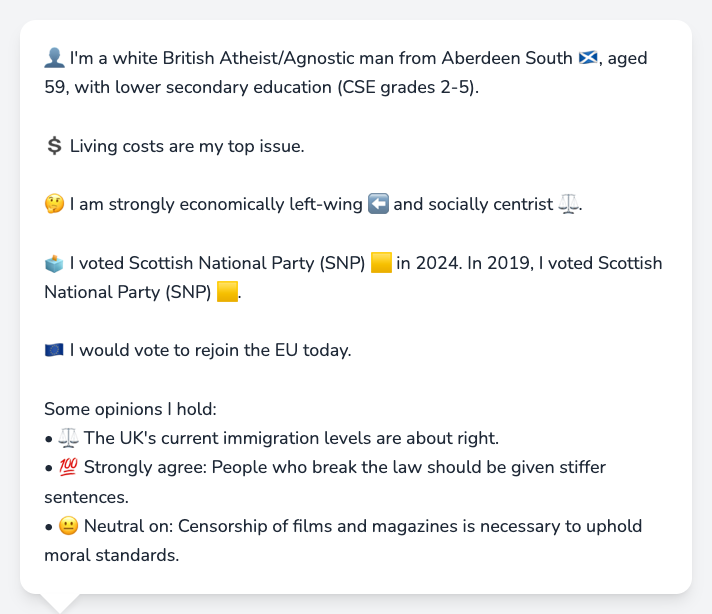 👤 I'm a white British Atheist/Agnostic man from Aberdeen South 🏴󠁧󠁢󠁳󠁣󠁴󠁿, aged
59, with lower secondary education (CSE grades 2-5).
💲 Living costs are my top issue.
🤔 I am strongly economically left-wing ⬅️ and socially centrist ⚖️.
🗳️ I voted Scottish National Party (SNP) 🟨 in 2024. In 2019, I voted Scottish
National Party (SNP) 🟨.
🇪🇺 I would vote to rejoin the EU today.
Some opinions I hold:
• ⚖️ The UK's current immigration levels are about right.
• 💯 Strongly agree: People who break the law should be given stiffer
sentences.
• 😐 Neutral on: Censorship of films and magazines is necessary to uphold
moral standards.